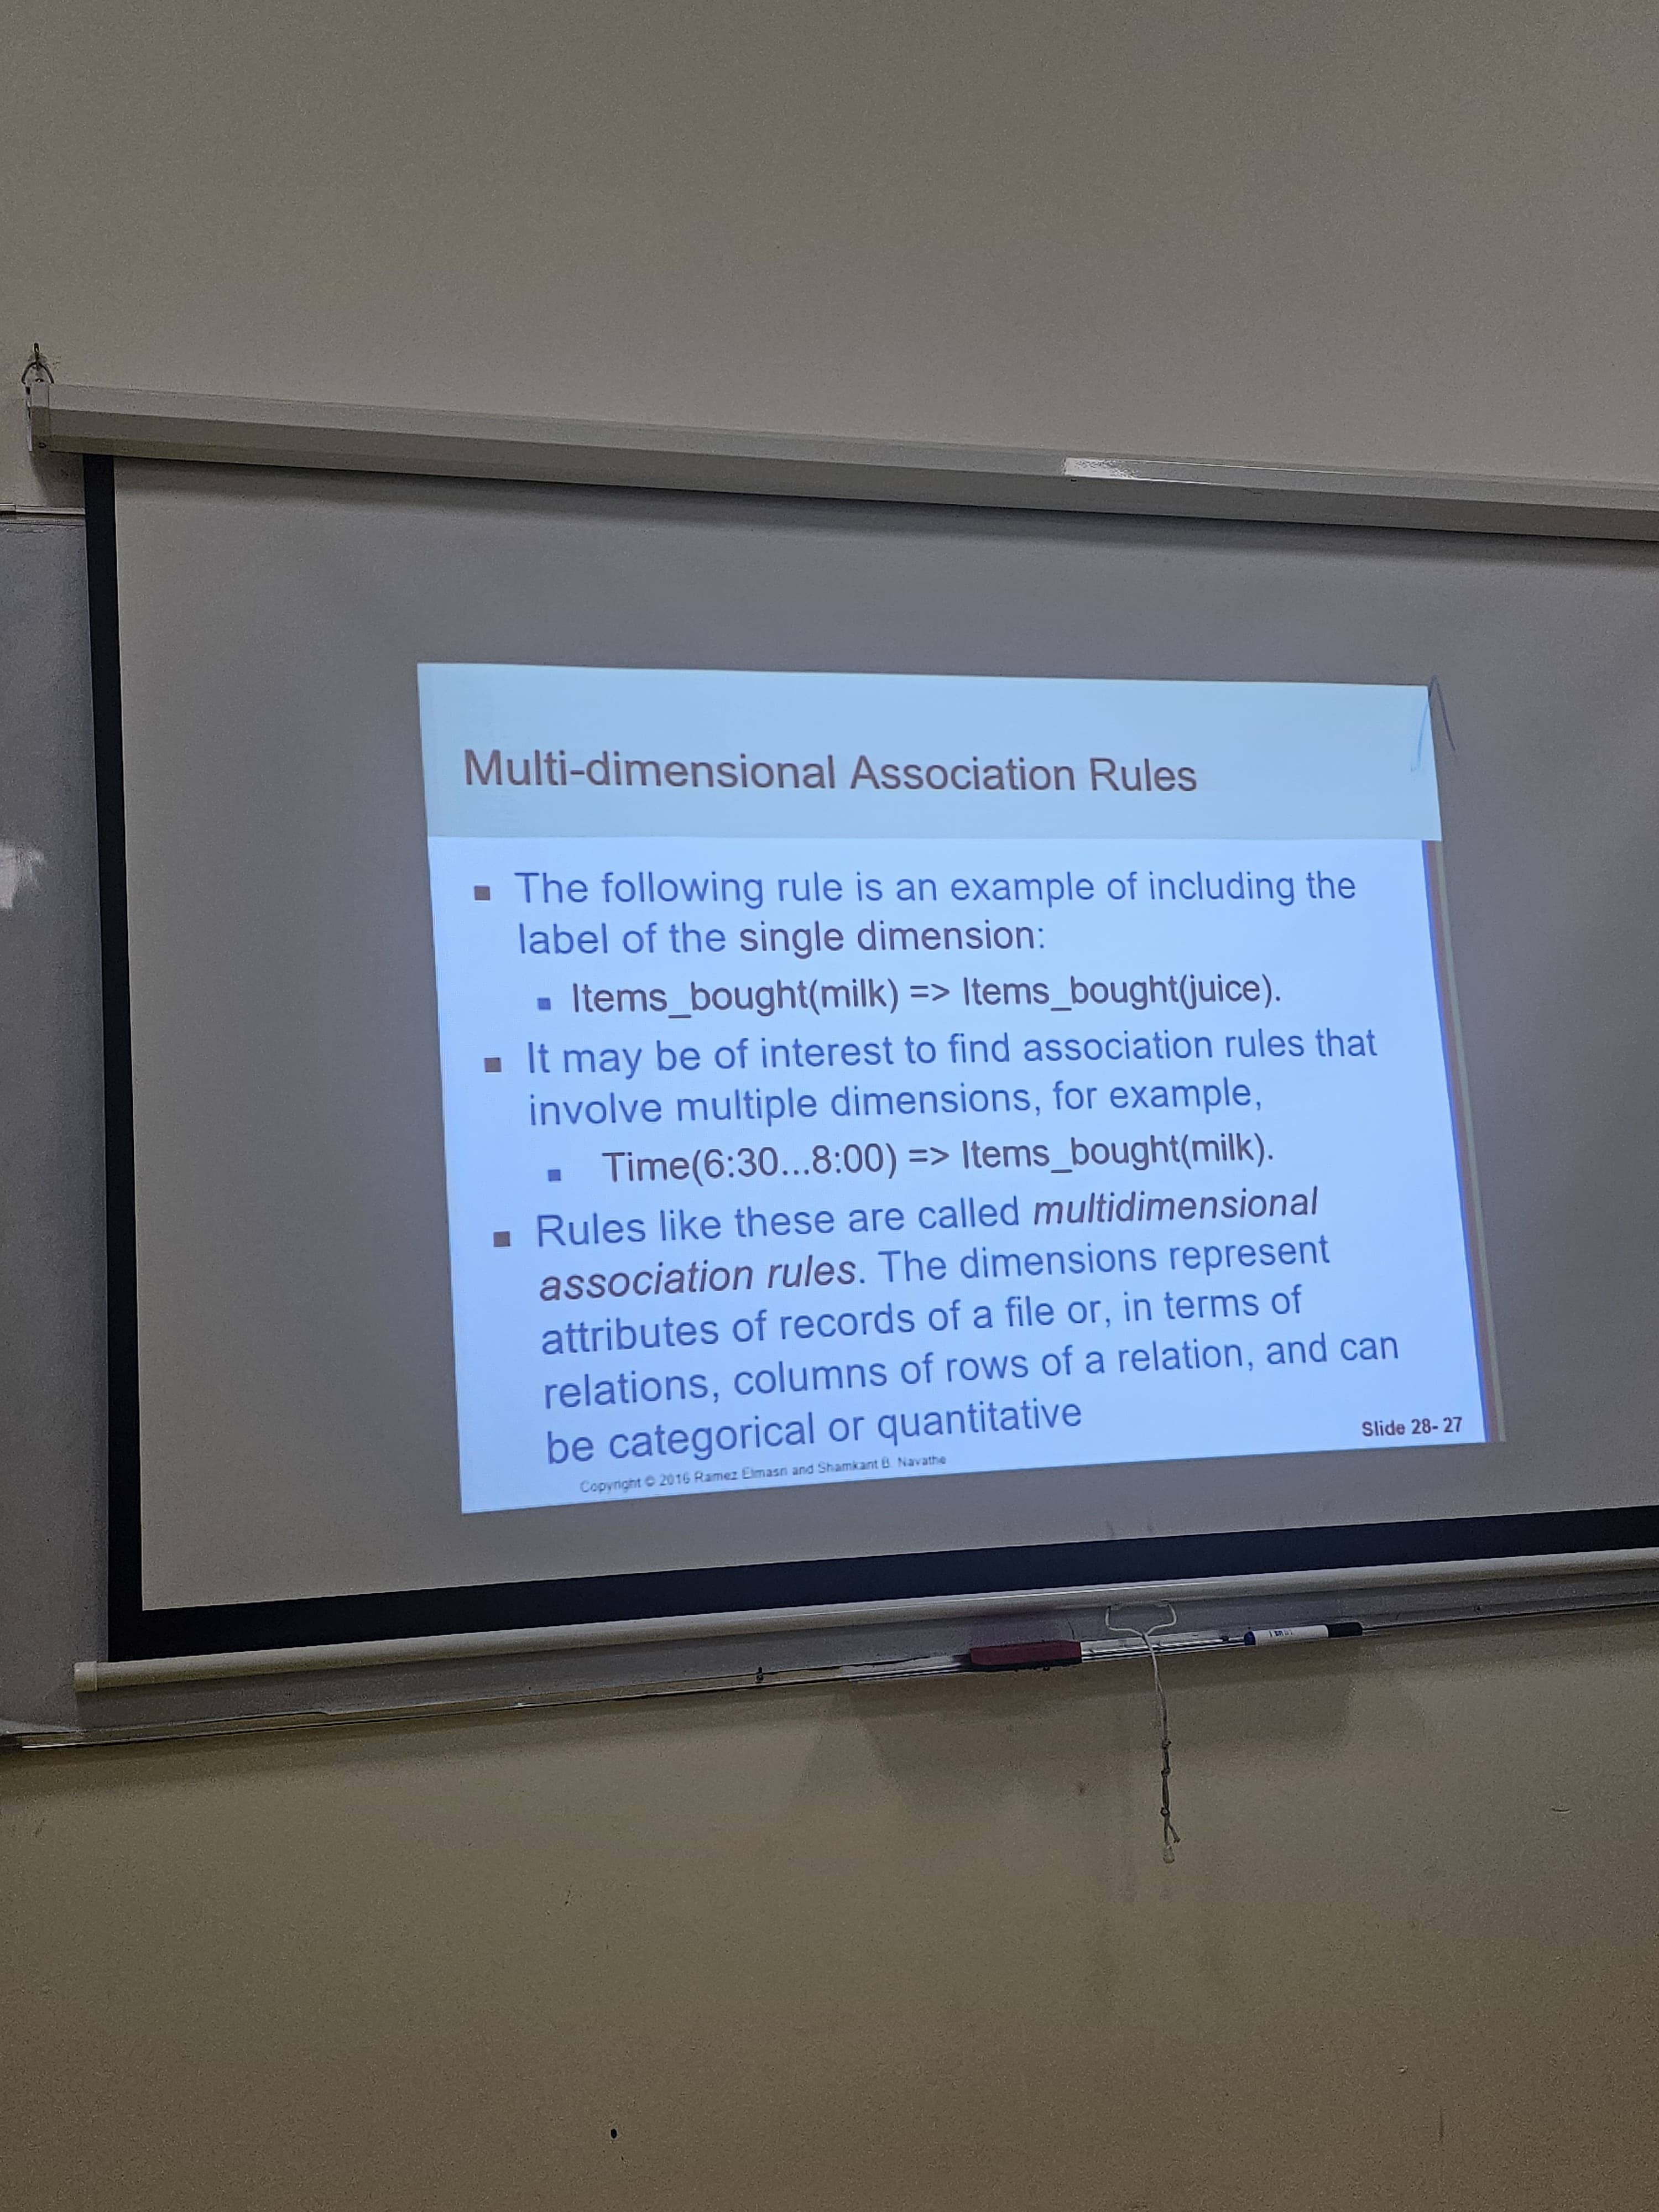 Multi-dimensional Association Rules
The following rule is an example of including the
label of the single dimension:
Items_bought(milk) => Items_bought(juice).
It may be of interest to find association rules that
involve multiple dimensions, for example,
Time(6:30...8:00) => Items_bought(milk).
Rules like these are called multidimensional
association rules. The dimensions represent
attributes of records of a file or, in terms of
relations, columns of rows of a relation, and can
be categorical or quantitative
Slide 28- 27
Copyright © 2016 Ramez Elmasri and Shamkant B. Navathe